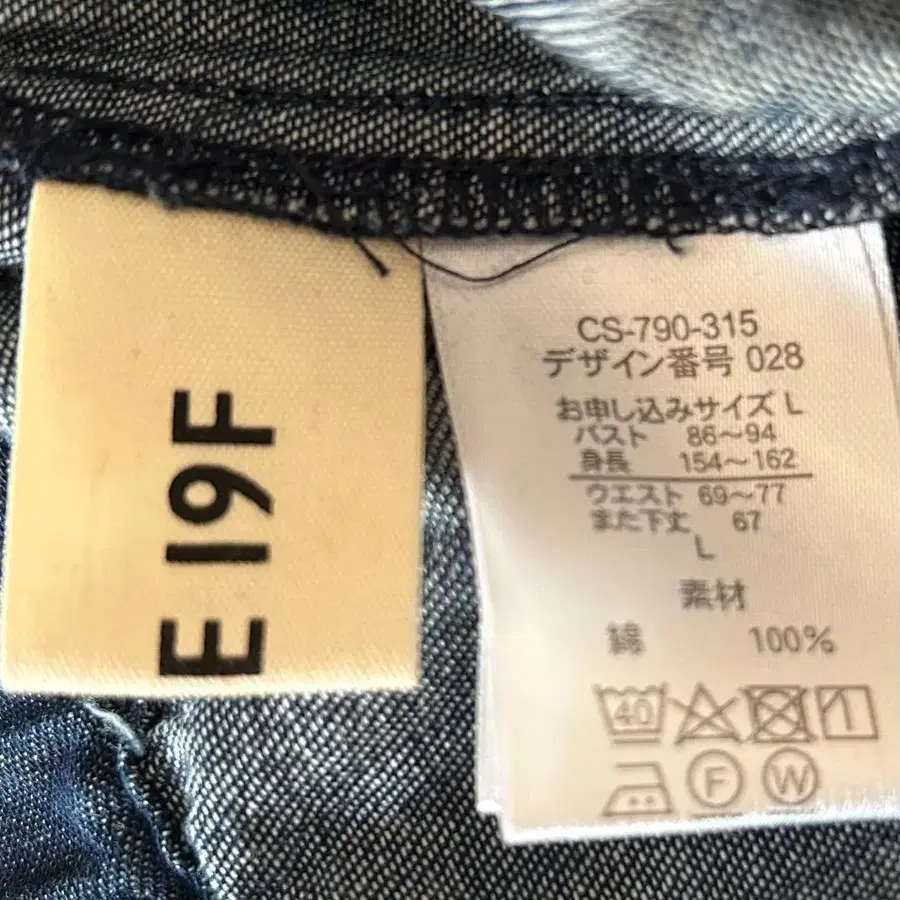 E 19F
CS-790-315
デザイン番号 028
お申し込みサイズ L
バスト 86～94
身長 154～162
ウエスト 69～77
また下丈 67
L
素材
綿 100%
40
F W